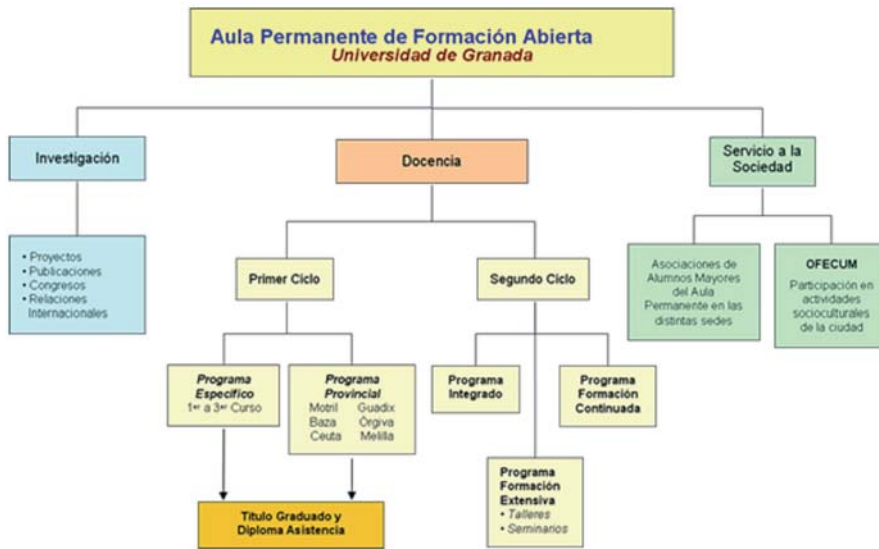 Aula Permanente de Formación Abierta
Universidad de Granada
Investigación
Docencia
Servicio a la
Sociedad
• Proyectos
• Publicaciones
• Congresos
• Relaciones
Internacionales
Primer Ciclo
Segundo Ciclo
Asociaciones de
Alumnos Mayores
del Aula
Permanente en las
distintas sedes
OFECUM
Participación en
actividades
socioculturales
de la ciudad
Programa
Específico
1er a 3er Curso
Programa
Provincial
Motril Guadix
Baza Órgiva
Ceuta Melilla
Programa
Integrado
Programa
Formación
Continuada
Programa
Formación
Extensiva
• Talleres
• Seminarios
Título Graduado y
Diploma Asistencia